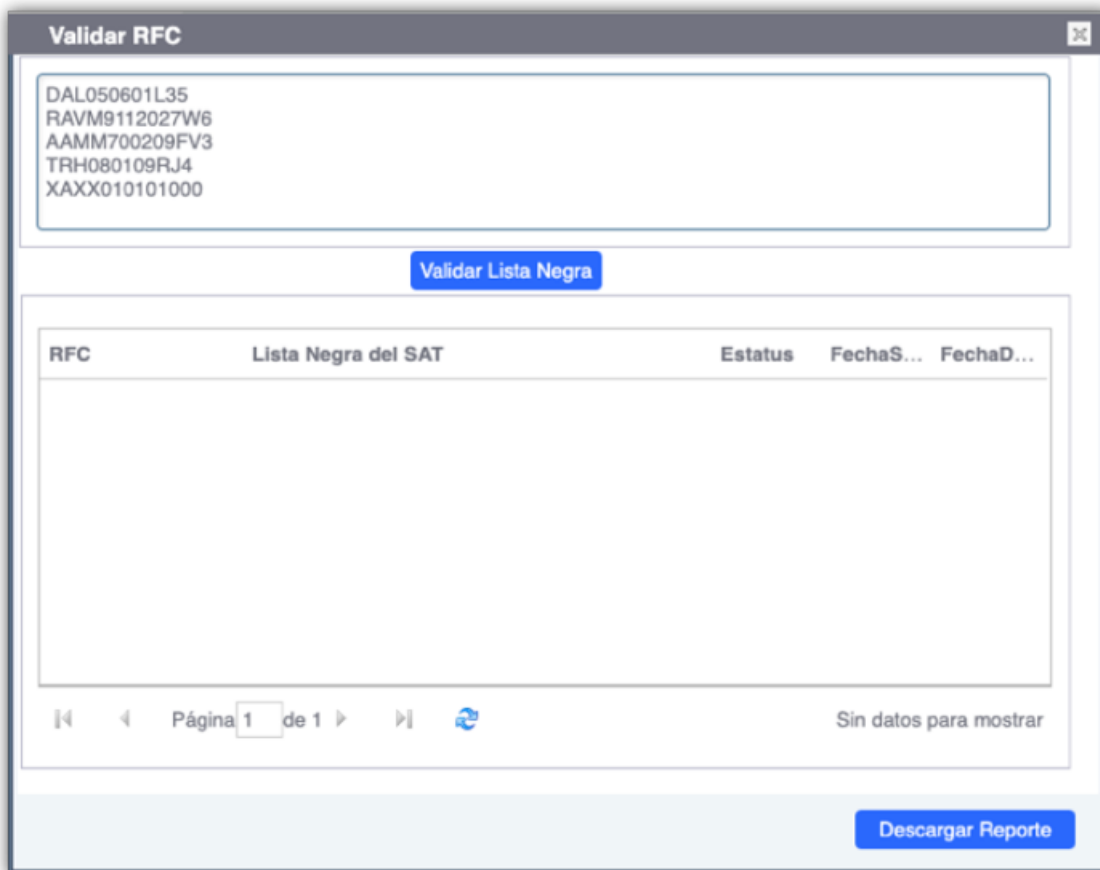 Validar RFC
DAL050601L35
RAVM9112027W6
AAMM700209FV3
TRH080109RJ4
XAXX010101000
Validar Lista Negra
RFC Lista Negra del SAT Estatus FechaS... FechaD...
Página 1 de 1 Sin datos para mostrar
Descargar Reporte